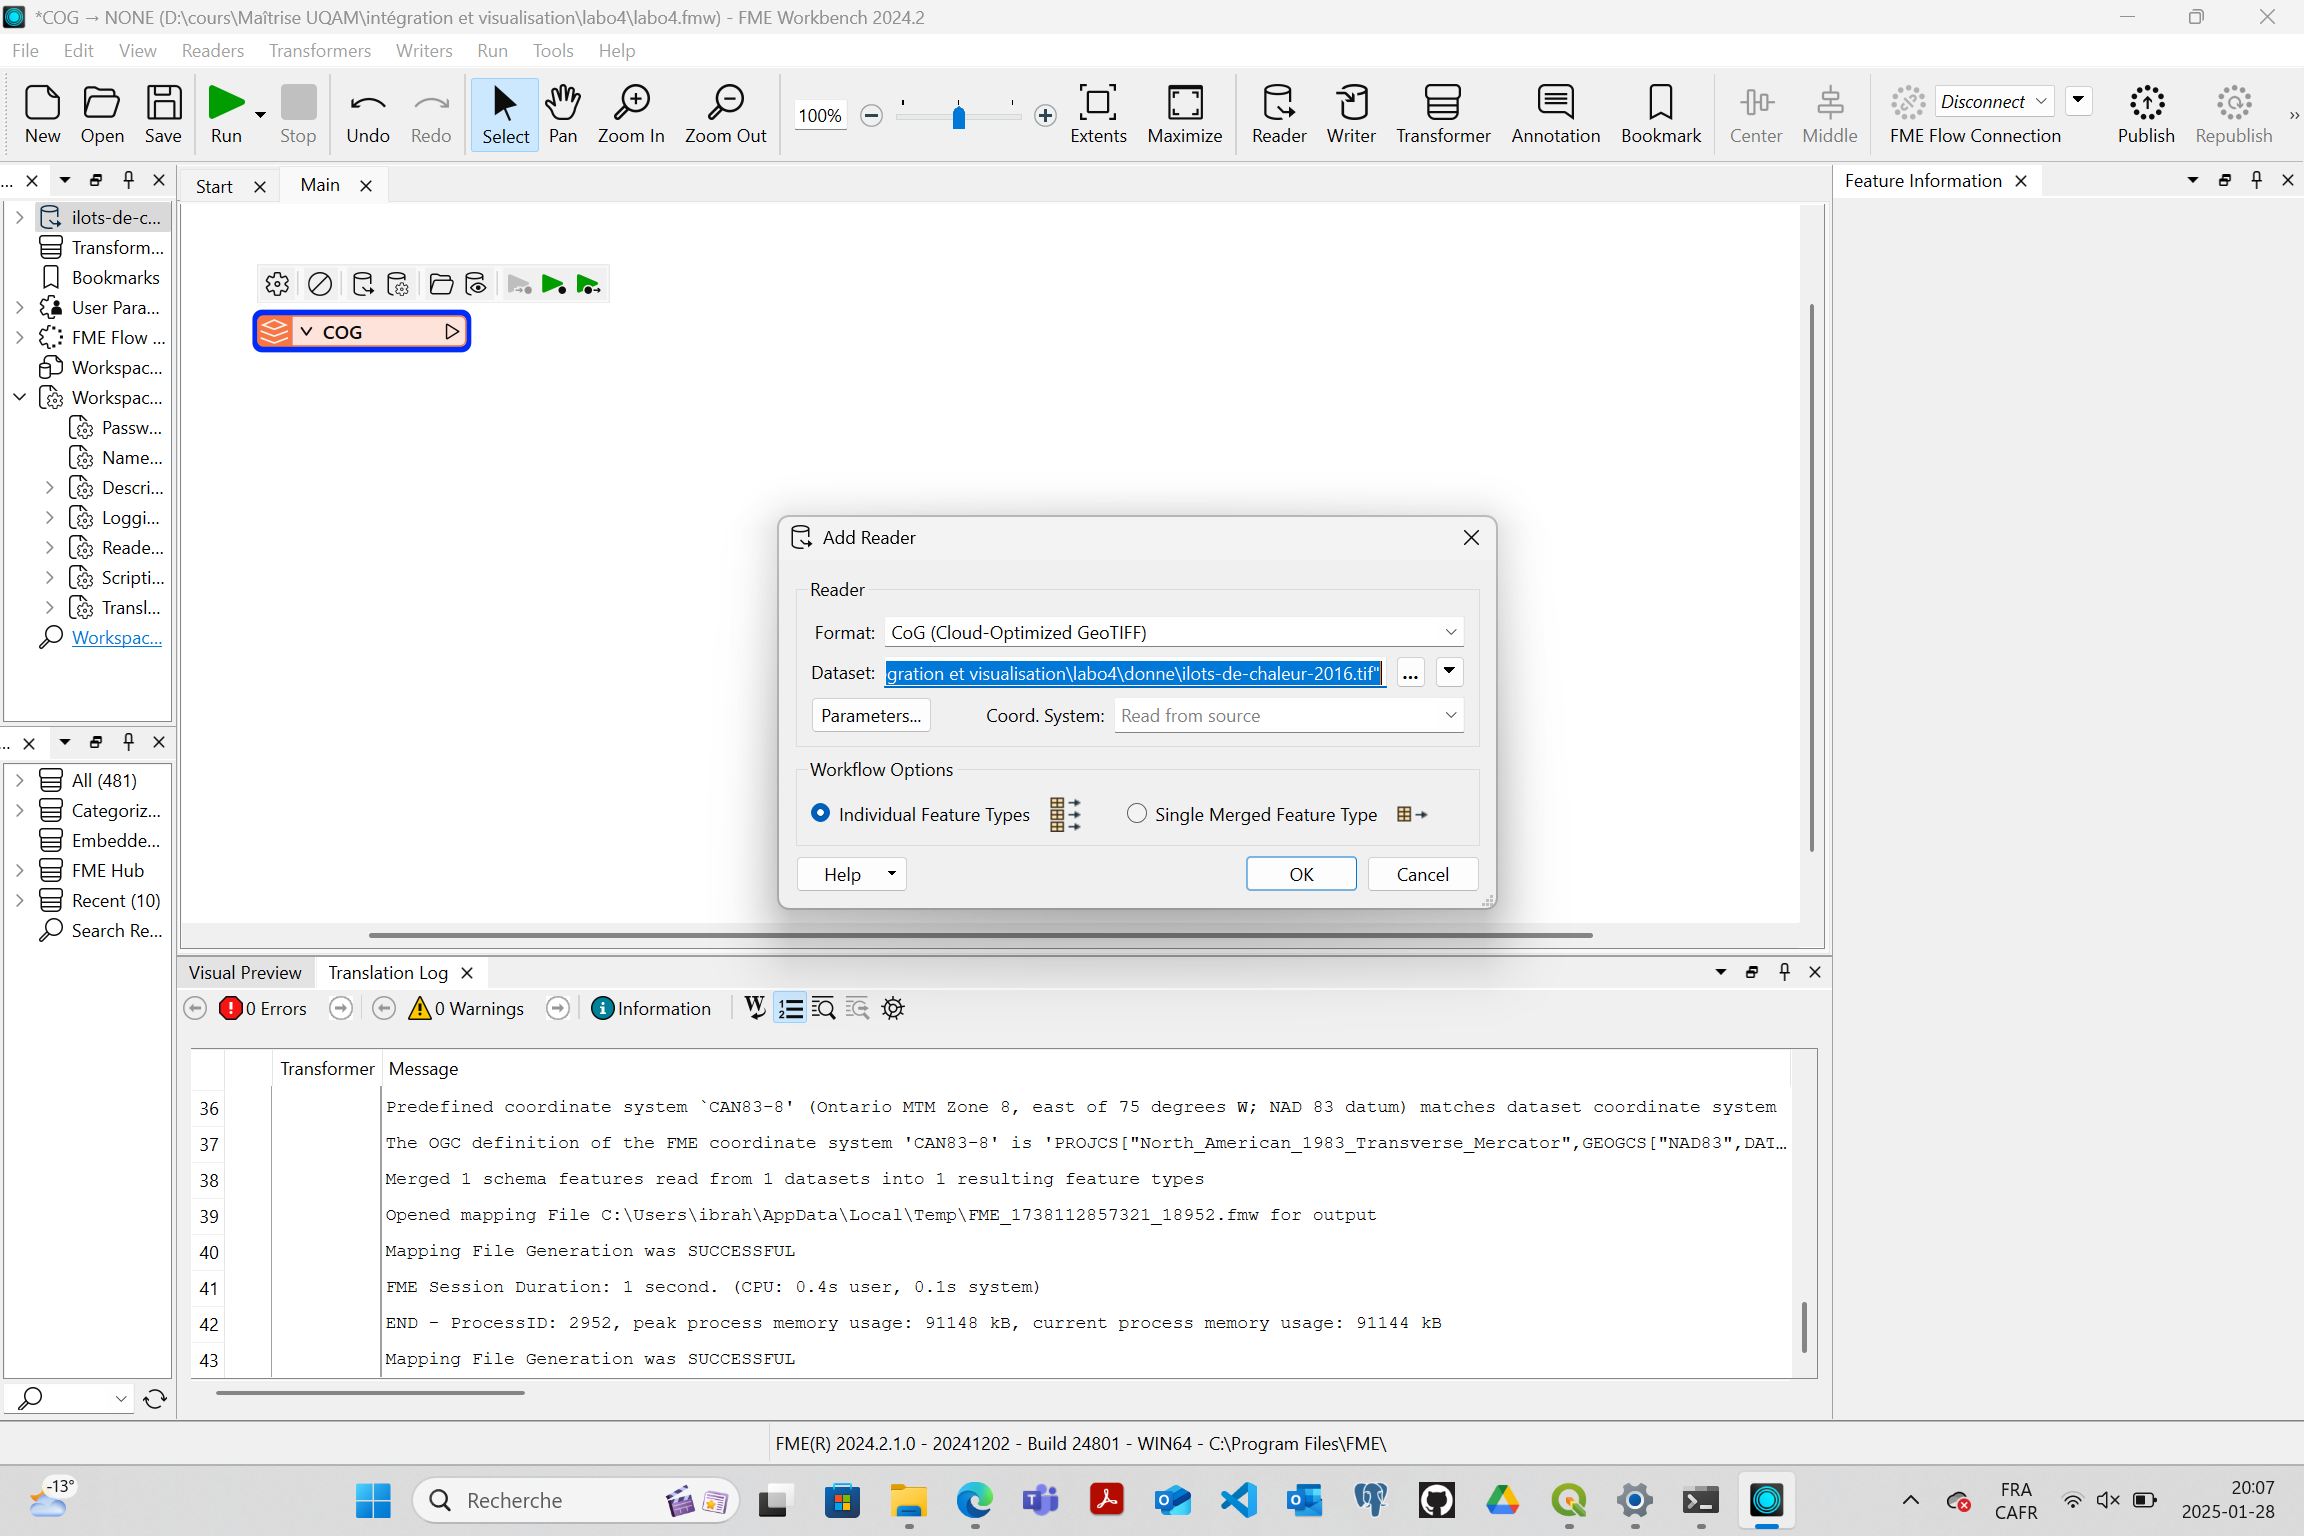 *COG → NONE (D:\cours\Maîtrise UQAM\intégration et visualisation\labo4\labo4.fmw) - FME Workbench 2024.2
File Edit View Readers Transformers Writers Run Tools Help
New Open Save Run Stop Undo Redo Select Pan Zoom In Zoom Out 100% Extents Maximize Reader Writer Transformer Annotation Bookmark Center Middle Disconnect FME Flow Connection Publish Republish »
...
Start Main
Feature Information
ilots-de-c...
Transform...
Bookmarks
User Para...
FME Flow ...
Workspac...
Workspac...
Passw...
Name...
Descri...
Loggi...
Reade...
Scripti...
Transl...
Workspac...
COG
Add Reader
Reader
Format: CoG (Cloud-Optimized GeoTIFF)
Dataset: gration et visualisation\labo4\donne\ilots-de-chaleur-2016.tif" ...
Parameters... Coord. System: Read from source
Workflow Options
Individual Feature Types Single Merged Feature Type
Help OK Cancel
...
All (481)
Categoriz...
Embedde...
FME Hub
Recent (10)
Search Re...
Visual Preview Translation Log
0 Errors 0 Warnings Information
Transformer Message
36 Predefined coordinate system `CAN83-8' (Ontario MTM Zone 8, east of 75 degrees W; NAD 83 datum) matches dataset coordinate system
37 The OGC definition of the FME coordinate system 'CAN83-8' is 'PROJCS["North_American_1983_Transverse_Mercator",GEOGCS["NAD83",DAT...
38 Merged 1 schema features read from 1 datasets into 1 resulting feature types
39 Opened mapping File C:\Users\ibrah\AppData\Local\Temp\FME_1738112857321_18952.fmw for output
40 Mapping File Generation was SUCCESSFUL
41 FME Session Duration: 1 second. (CPU: 0.4s user, 0.1s system)
42 END - ProcessID: 2952, peak process memory usage: 91148 kB, current process memory usage: 91144 kB
43 Mapping File Generation was SUCCESSFUL
FME(R) 2024.2.1.0 - 20241202 - Build 24801 - WIN64 - C:\Program Files\FME\
-13°
Recherche
FRA
CAFR
20:07
2025-01-28